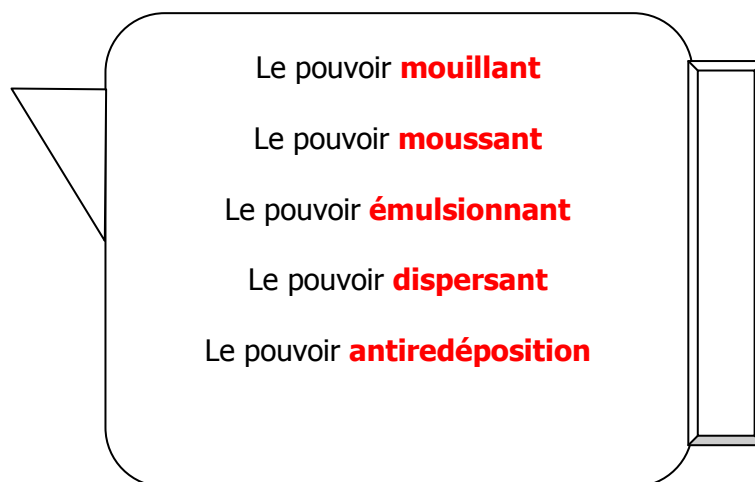 Le pouvoir mouillant
Le pouvoir moussant
Le pouvoir émulsionnant
Le pouvoir dispersant
Le pouvoir antiredéposition